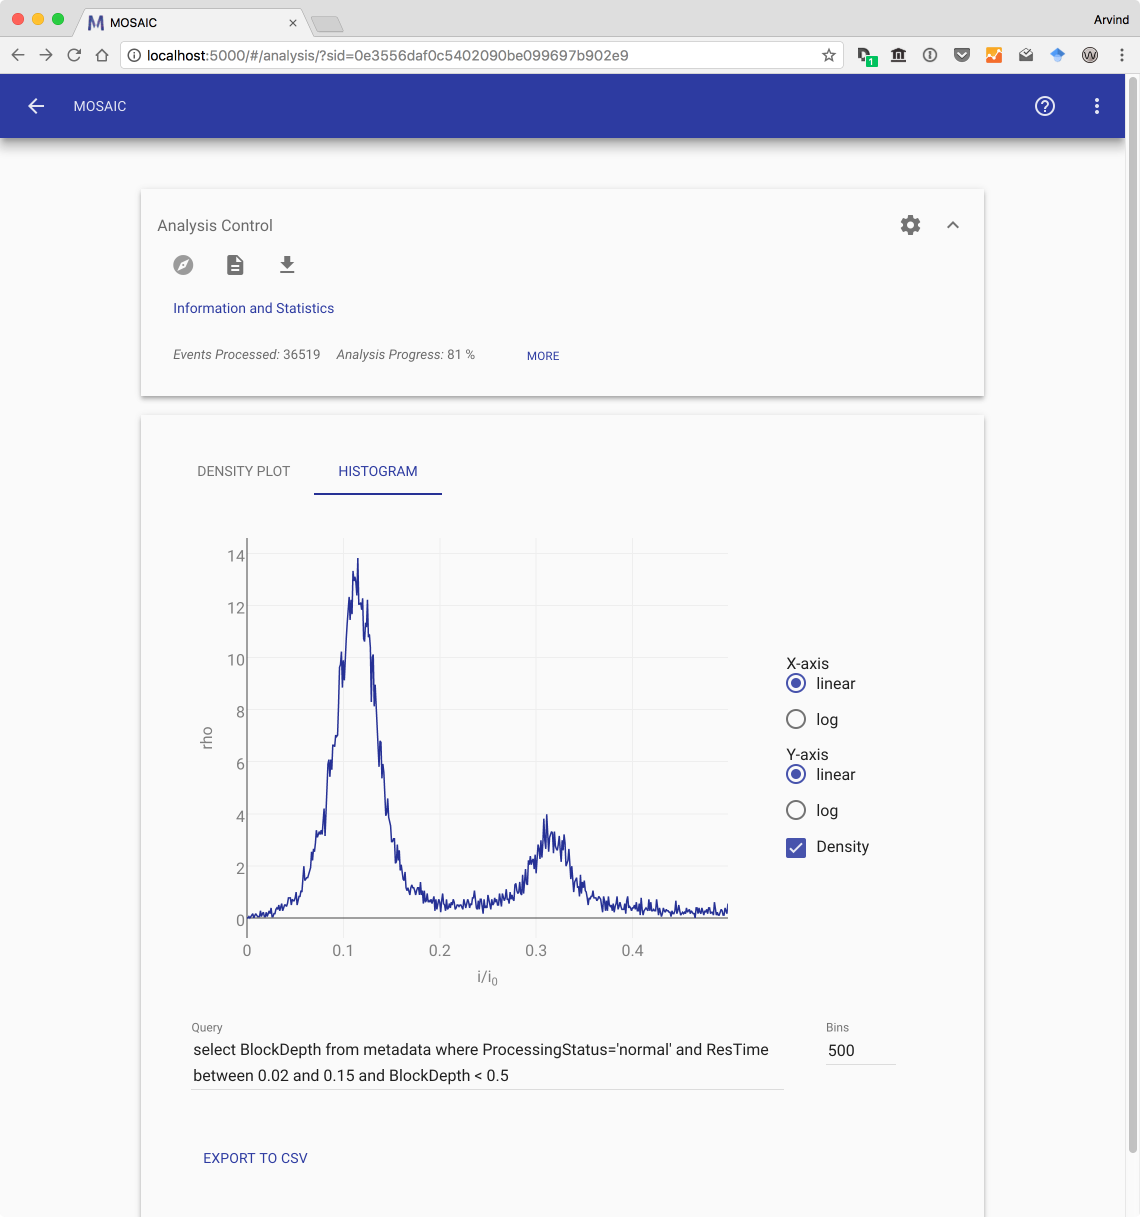 MOSAIC
Arvind
localhost:5000/#/analysis/?sid=0e3556daf0c5402090be099697b902e9
1
MOSAIC
Analysis Control
Information and Statistics
Events Processed: 36519 Analysis Progress: 81 % MORE
DENSITY PLOT HISTOGRAM
14
12
10
8
6
4
2
0
rho
0 0.1 0.2 0.3 0.4
i/i0
X-axis
linear
log
Y-axis
linear
log
Density
Query
select BlockDepth from metadata where ProcessingStatus='normal' and ResTime
between 0.02 and 0.15 and BlockDepth < 0.5
Bins
500
EXPORT TO CSV